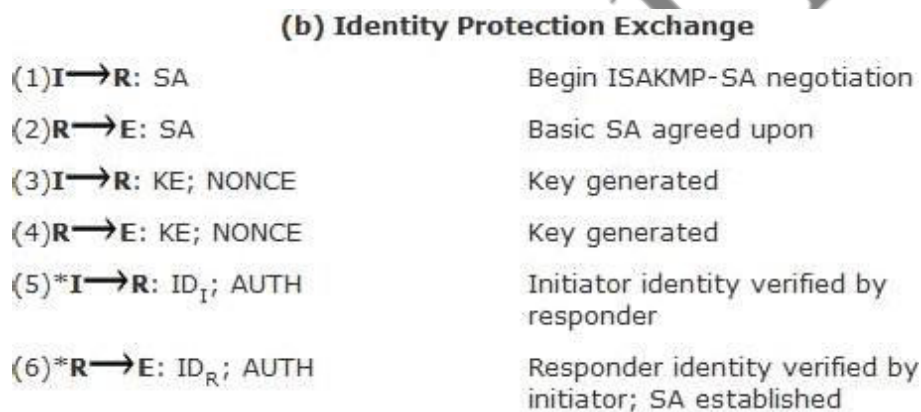 (b) Identity Protection Exchange
(1)I→R: SA Begin ISAKMP-SA negotiation
(2)R→E: SA Basic SA agreed upon
(3)I→R: KE; NONCE Key generated
(4)R→E: KE; NONCE Key generated
(5)*I→R: ID_I; AUTH Initiator identity verified by
responder
(6)*R→E: ID_R; AUTH Responder identity verified by
initiator; SA established